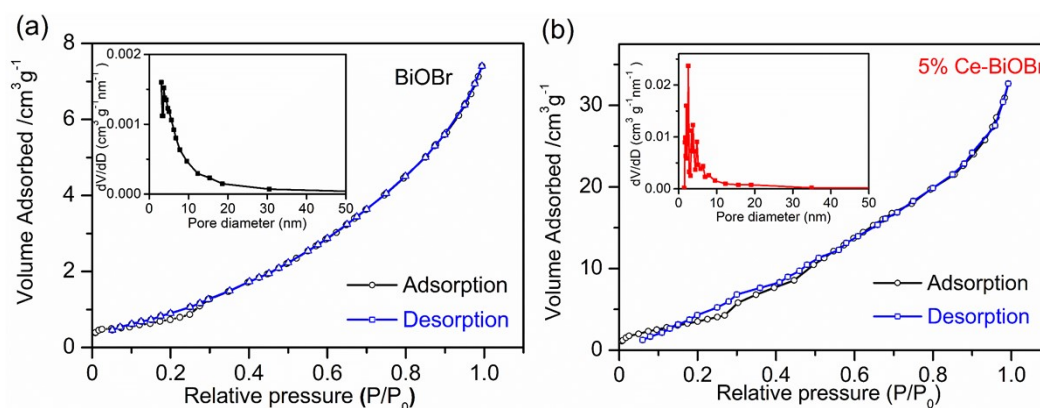 (a)
8
6
4
2
0
Volume Adsorbed /cm³g⁻¹
0 0.2 0.4 0.6 0.8 1.0
Relative pressure (P/P₀)
BiOBr
Adsorption
Desorption
0.002
0.001
0.000
dV/dD (cm³ g⁻¹nm⁻¹)
0 10 20 30 40 50
Pore diameter (nm)
(b)
30
20
10
0
Volume Adsorbed /cm³g⁻¹
0 0.2 0.4 0.6 0.8 1.0
Relative pressure (P/P₀)
5% Ce-BiOBr
Adsorption
Desorption
0.02
0.01
0.00
dV/dD (cm³ g⁻¹nm⁻¹)
0 10 20 30 40 50
Pore diameter (nm)